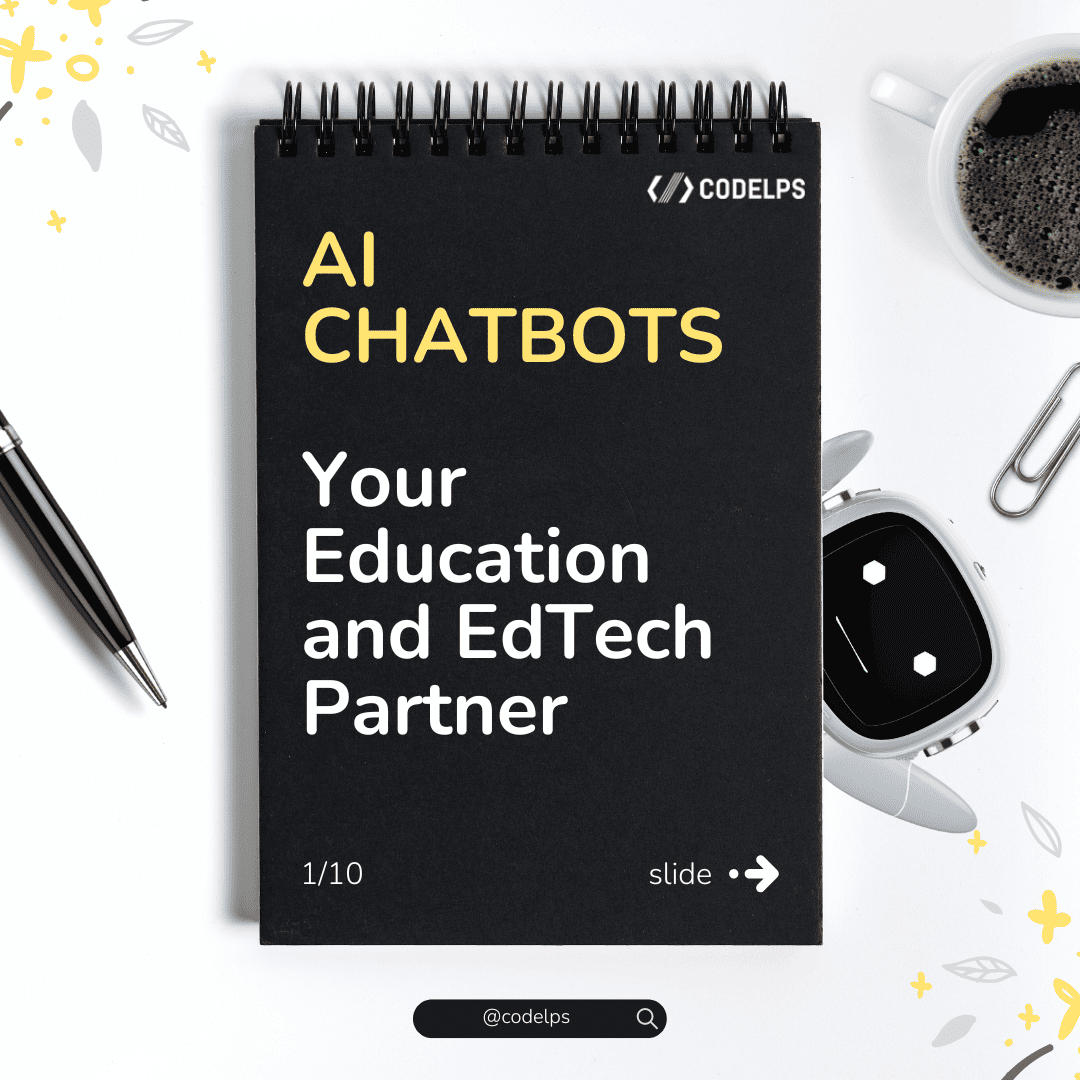 CODELPS
AI
CHATBOTS
Your
Education
and EdTech
Partner
1/10
slide
@codelps